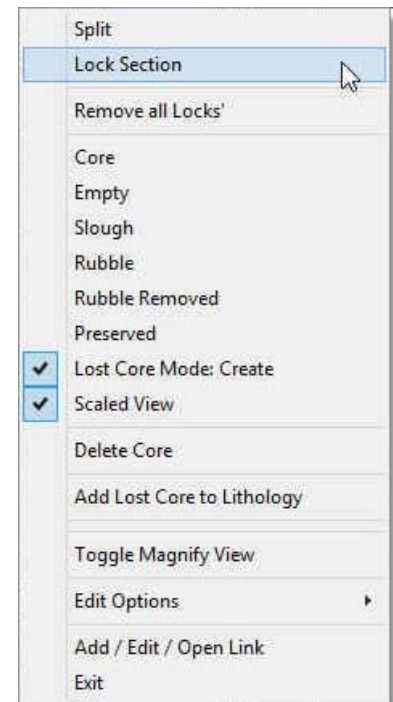 Split
Lock Section
Remove all Locks'
Core
Empty
Slough
Rubble
Rubble Removed
Preserved
Lost Core Mode: Create
Scaled View
Delete Core
Add Lost Core to Lithology
Toggle Magnify View
Edit Options
Add / Edit / Open Link
Exit